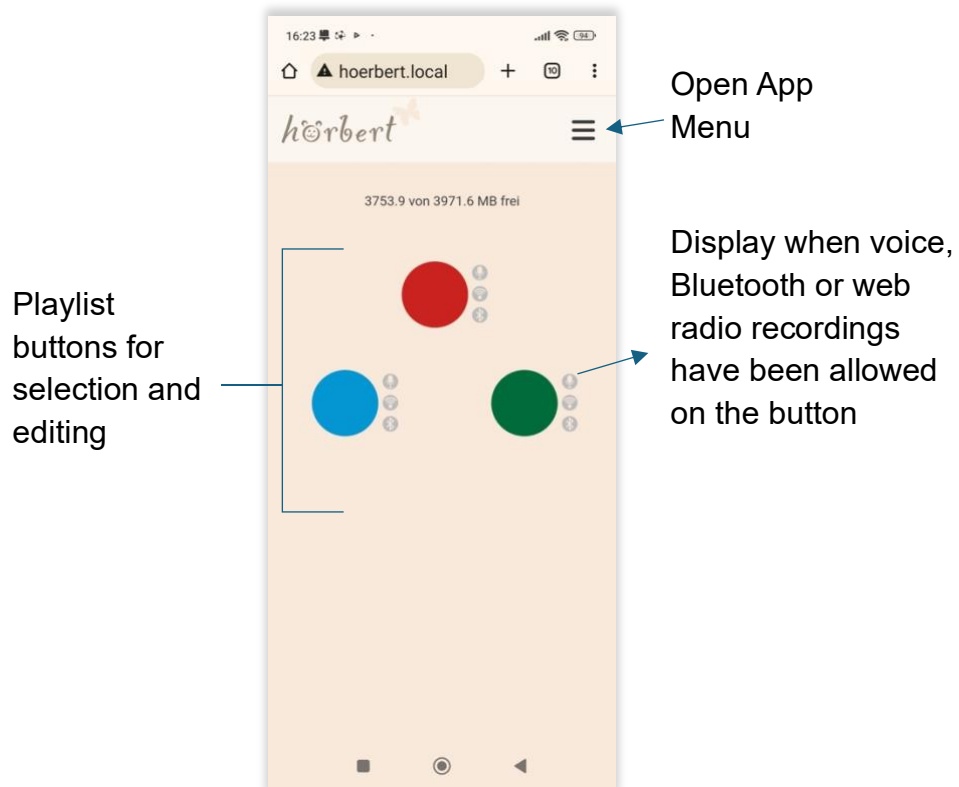 16:23
94
hoerbert.local
10
hörbert
Open App
Menu
3753.9 von 3971.6 MB frei
Display when voice,
Bluetooth or web
radio recordings
have been allowed
on the button
Playlist
buttons for
selection and
editing